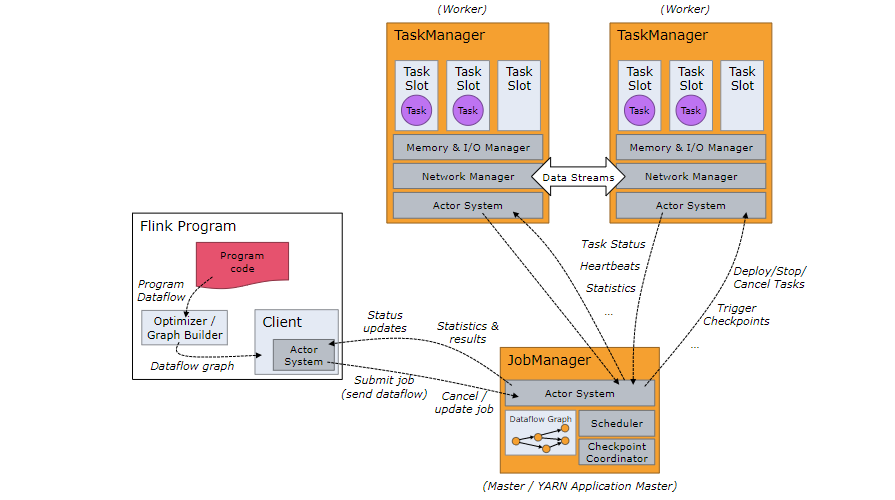 (Worker)
(Worker)
TaskManager
Task
Slot
Task
Task
Slot
Task
Task
Slot
Memory & I/O Manager
Network Manager
Actor System
Data Streams
TaskManager
Task
Slot
Task
Task
Slot
Task
Task
Slot
Memory & I/O Manager
Network Manager
Actor System
Flink Program
Program
code
Program
Dataflow
Optimizer /
Graph Builder
Dataflow graph
Client
Actor
System
Status
updates
Statistics &
results
Submit job
(send dataflow)
Cancel /
update job
Task Status
Heartbeats
Statistics
...
Deploy/Stop/
Cancel Tasks
Trigger
Checkpoints
...
JobManager
Actor System
Dataflow Graph
Scheduler
Checkpoint
Coordinator
(Master / YARN Application Master)